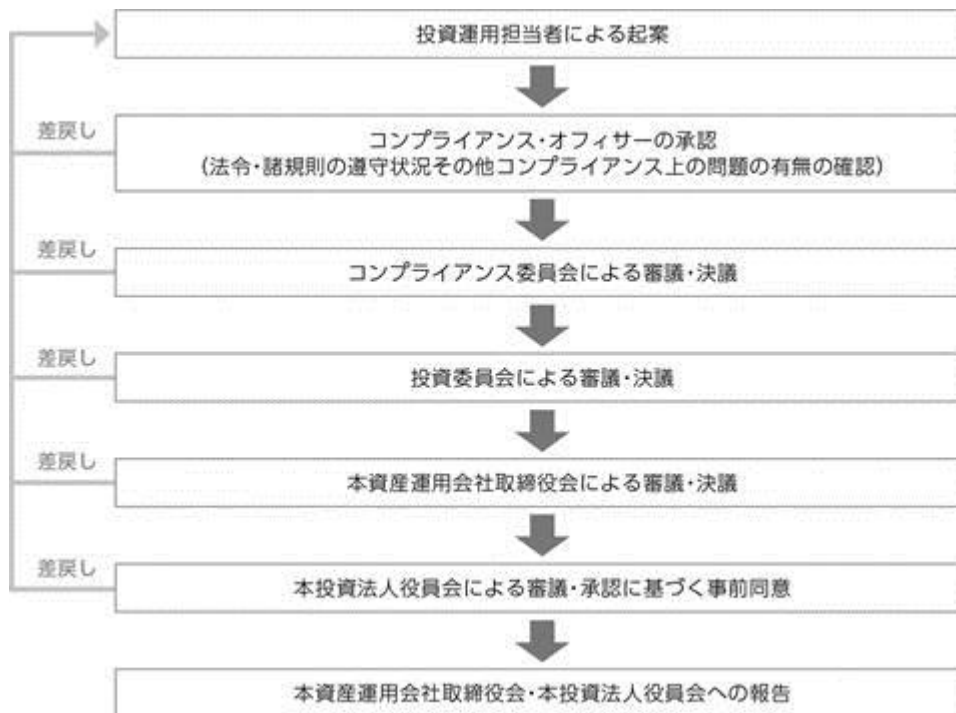 投資運用担当者による起案
差戻し
コンプライアンス・オフィサーの承認
(法令・諸規則の遵守状況その他コンプライアンス上の問題の有無の確認)
差戻し
コンプライアンス委員会による審議・決議
差戻し
投資委員会による審議・決議
差戻し
本資産運用会社取締役会による審議・決議
差戻し
本投資法人役員会による審議・承認に基づく事前同意
本資産運用会社取締役会・本投資法人役員会への報告